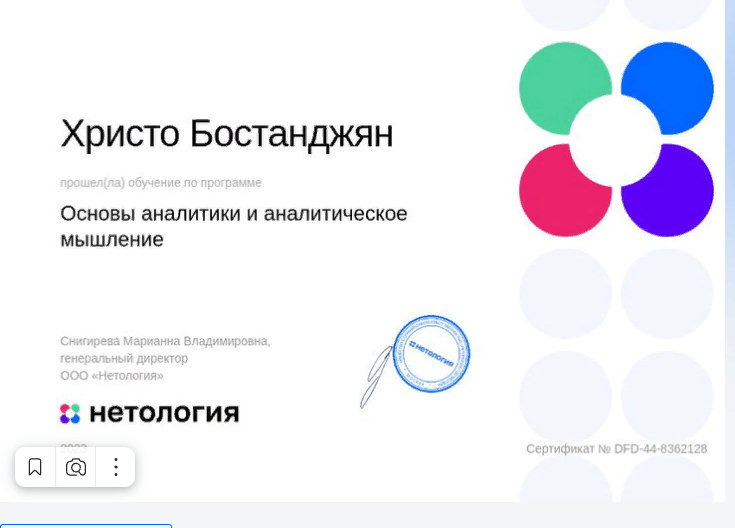 Христо Бостанджян
прошел(ла) обучение по программе
Основы аналитики и аналитическое
мышление
Снигирева Марианна Владимировна,
генеральный директор
ООО «Нетология»
нетология
нетология
2023
Сертификат № DFD-44-8362128